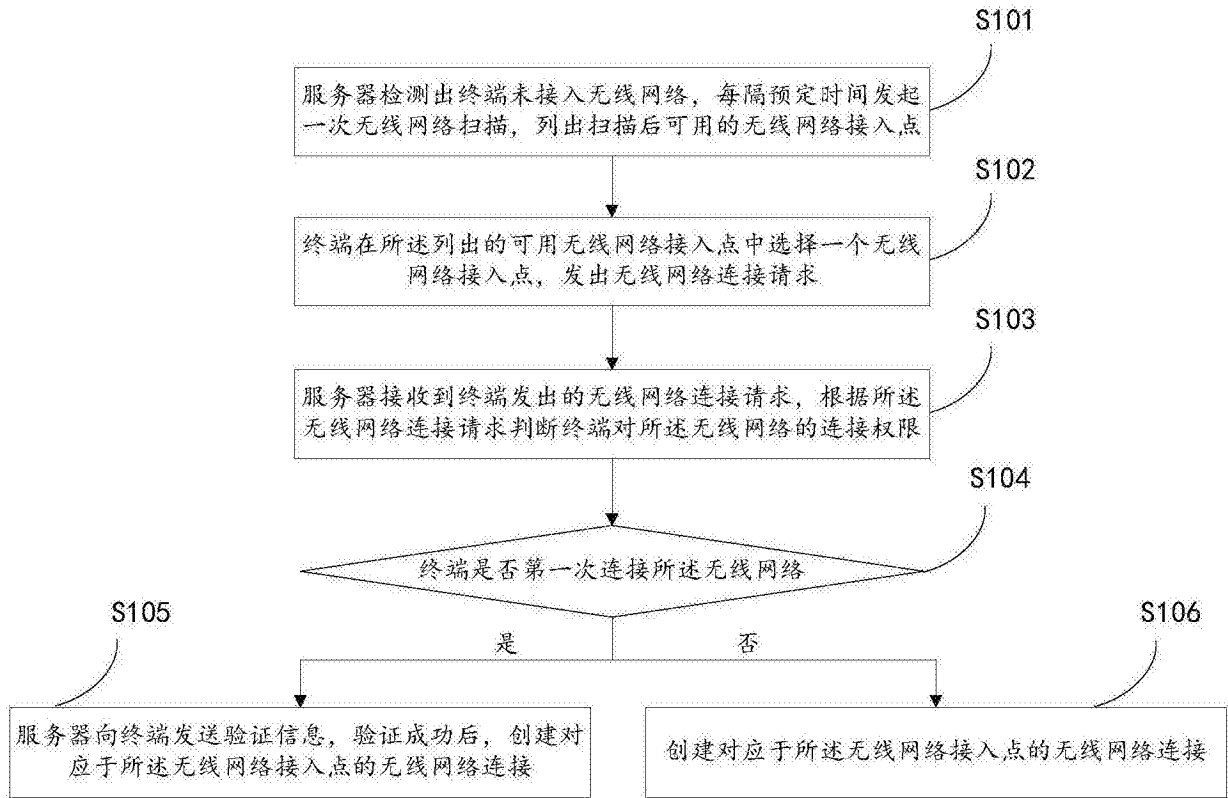 S101
服务器检测出终端未接入无线网络，每隔预定时间发起
一次无线网络扫描，列出扫描后可用的无线网络接入点
S102
终端在所述列出的可用无线网络接入点中选择一个无线
网络接入点，发出无线网络连接请求
S103
服务器接收到终端发出的无线网络连接请求，根据所述
无线网络连接请求判断终端对所述无线网络的连接权限
S104
终端是否第一次连接所述无线网络
是
否
S105
服务器向终端发送验证信息，验证成功后，创建对
应于所述无线网络接入点的无线网络连接
S106
创建对应于所述无线网络接入点的无线网络连接